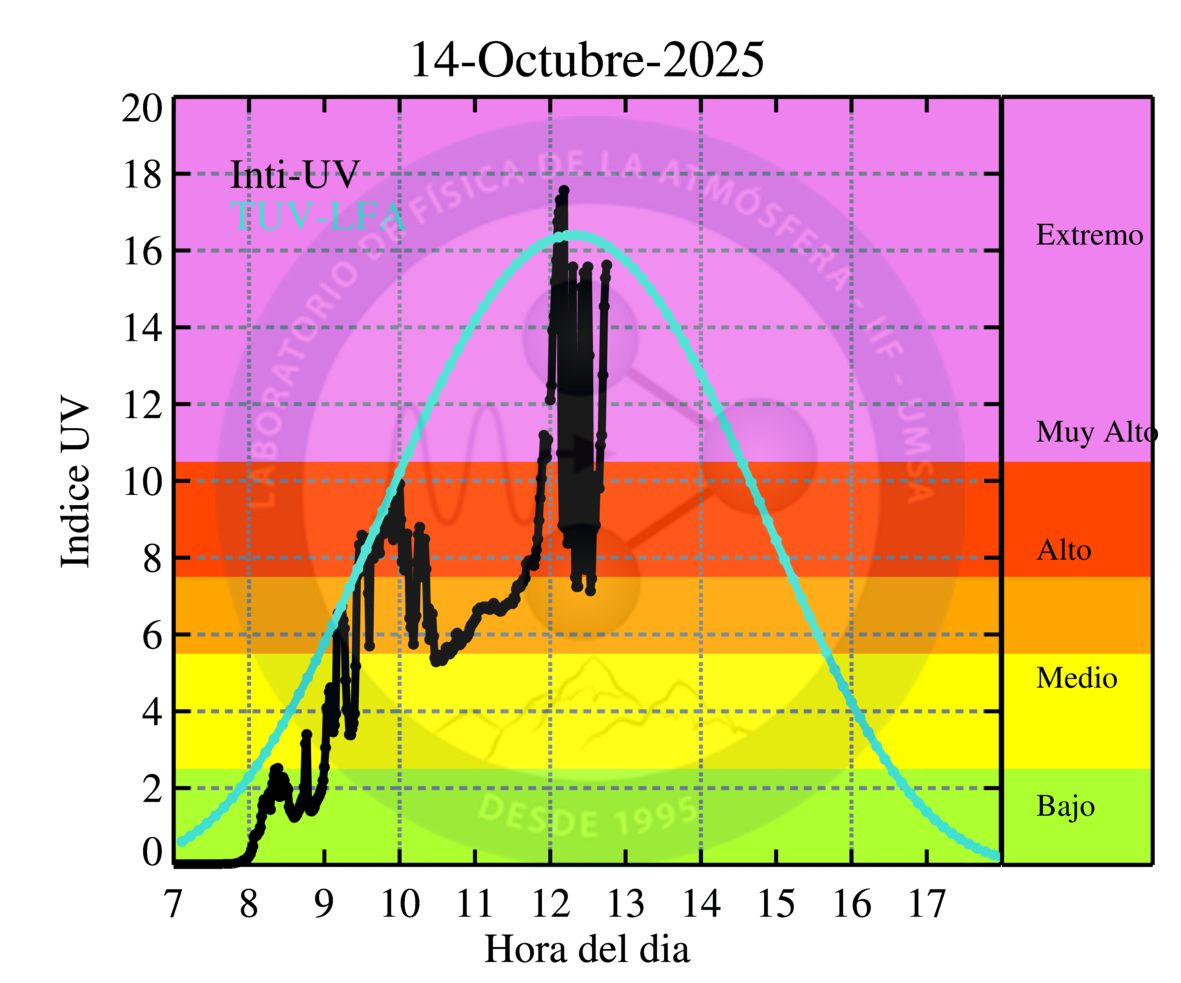 14-Octubre-2025
20
18
16
14
12
10
8
6
4
2
0
Indice UV
Inti-UV
TUV-LFA
LABORATORIO DE FÍSICA DE LA ATMÓSFERA - IIF - UMSA
DESDE 1995
Extremo
Muy Alto
Alto
Medio
Bajo
7 8 9 10 11 12 13 14 15 16 17
Hora del dia